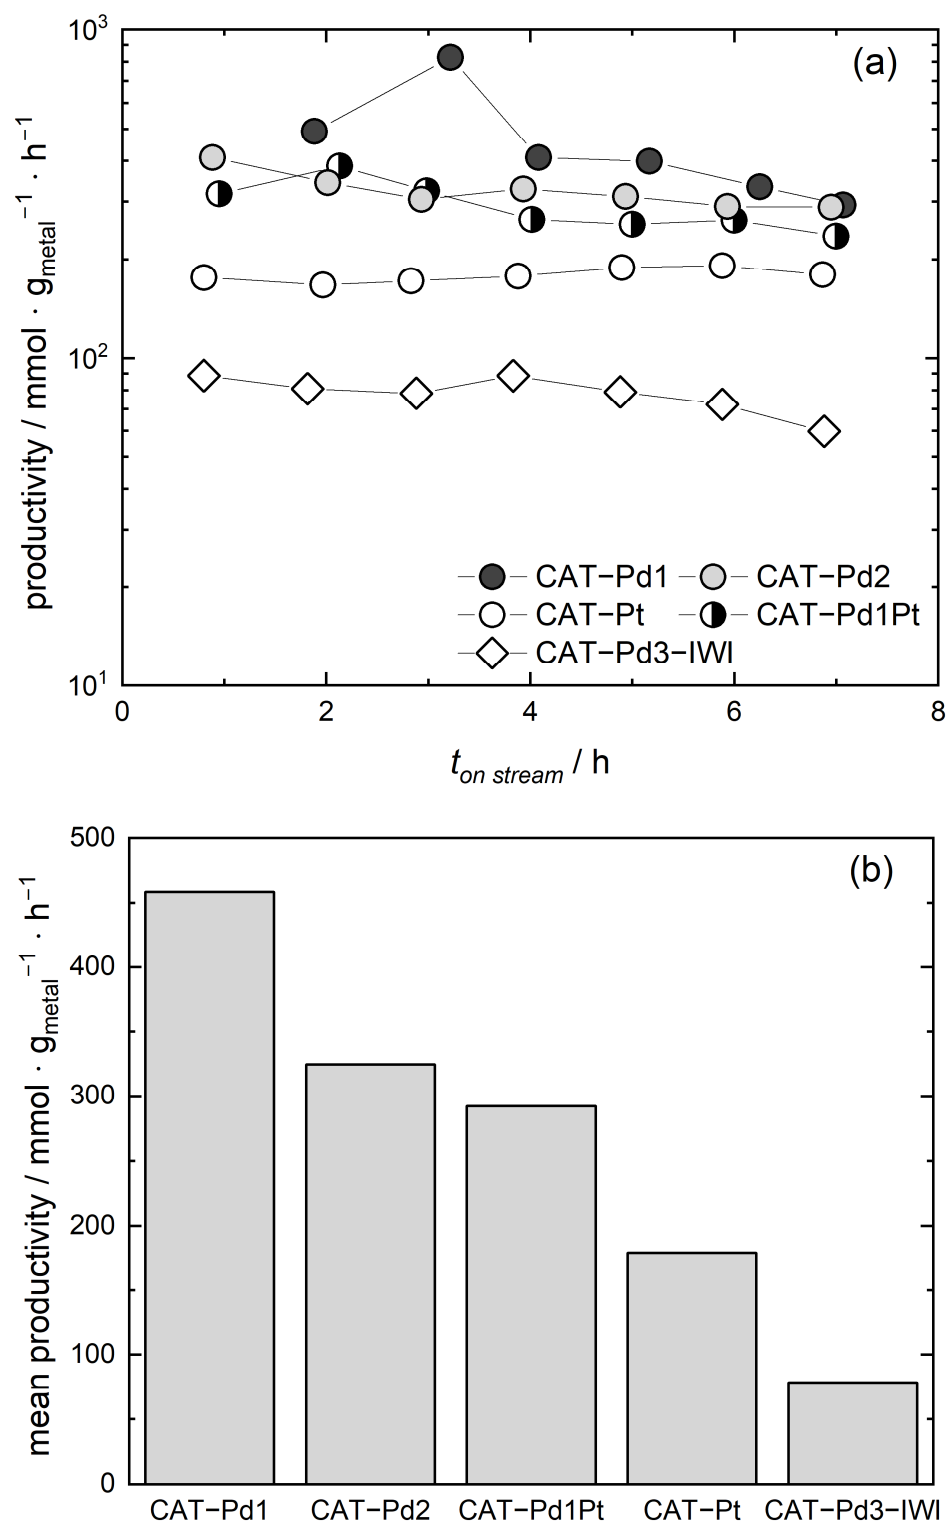 (a)
productivity / mmol · g_metal⁻¹ · h⁻¹
10³
10²
10¹
CAT−Pd1 CAT−Pd2
CAT−Pt CAT−Pd1Pt
CAT−Pd3−IWI
0 2 4 6 8
t_on stream / h
(b)
mean productivity / mmol · g_metal⁻¹ · h⁻¹
500
400
300
200
100
0
CAT−Pd1 CAT−Pd2 CAT−Pd1Pt CAT−Pt CAT−Pd3−IWI